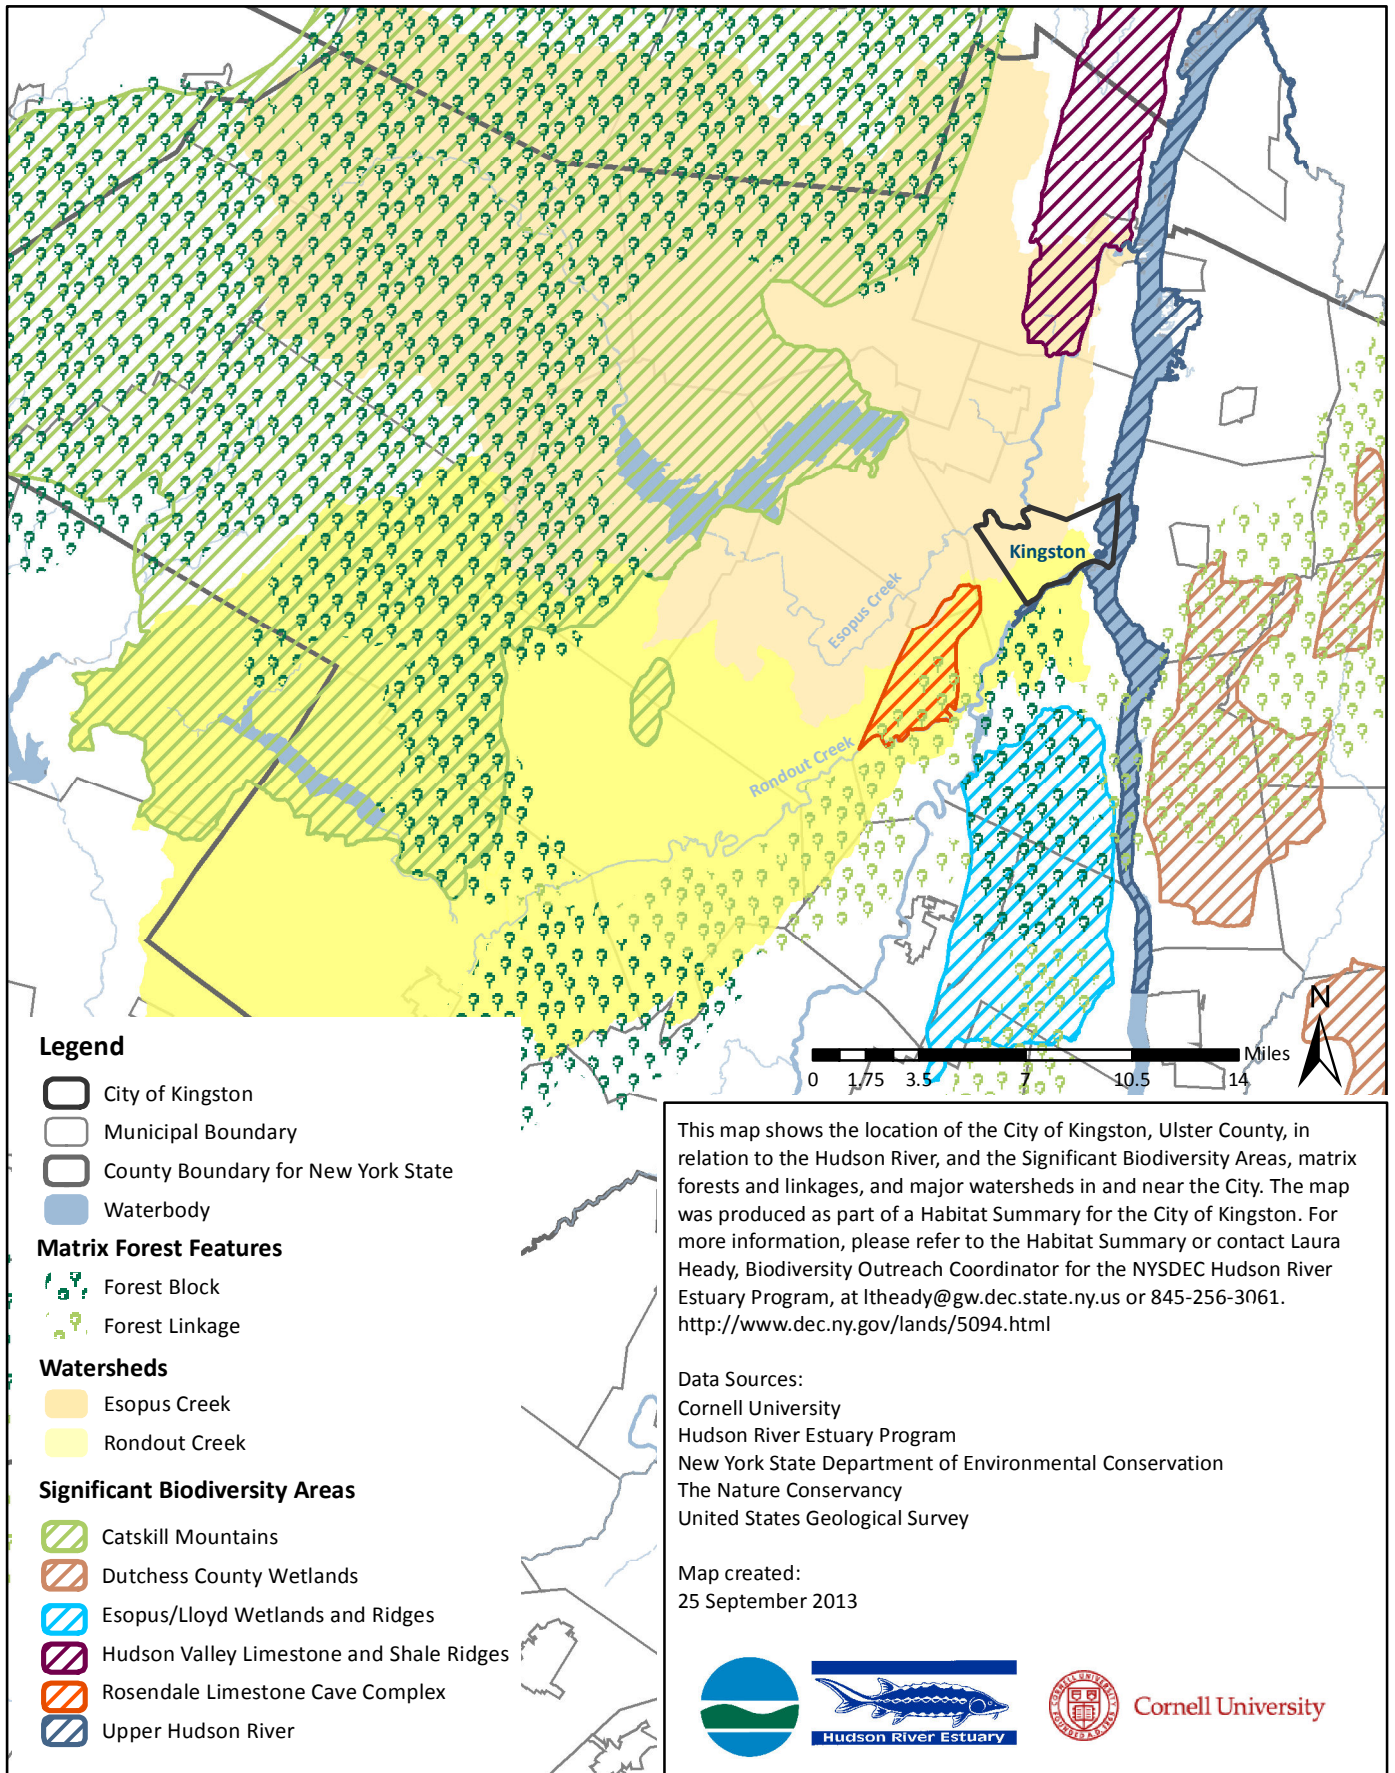 Kingston
Esopus Creek
Rondout Creek
N
Miles
0 1.75 3.5 7 10.5 14
Legend
City of Kingston
Municipal Boundary
County Boundary for New York State
Waterbody
Matrix Forest Features
Forest Block
Forest Linkage
Watersheds
Esopus Creek
Rondout Creek
Significant Biodiversity Areas
Catskill Mountains
Dutchess County Wetlands
Esopus/Lloyd Wetlands and Ridges
Hudson Valley Limestone and Shale Ridges
Rosendale Limestone Cave Complex
Upper Hudson River
This map shows the location of the City of Kingston, Ulster County, in
relation to the Hudson River, and the Significant Biodiversity Areas, matrix
forests and linkages, and major watersheds in and near the City. The map
was produced as part of a Habitat Summary for the City of Kingston. For
more information, please refer to the Habitat Summary or contact Laura
Heady, Biodiversity Outreach Coordinator for the NYSDEC Hudson River
Estuary Program, at ltheady@gw.dec.state.ny.us or 845-256-3061.
http://www.dec.ny.gov/lands/5094.html
Data Sources:
Cornell University
Hudson River Estuary Program
New York State Department of Environmental Conservation
The Nature Conservancy
United States Geological Survey
Map created:
25 September 2013
Hudson River Estuary
CORNELL UNIVERSITY
FOUNDED A.D. 1865
Cornell University